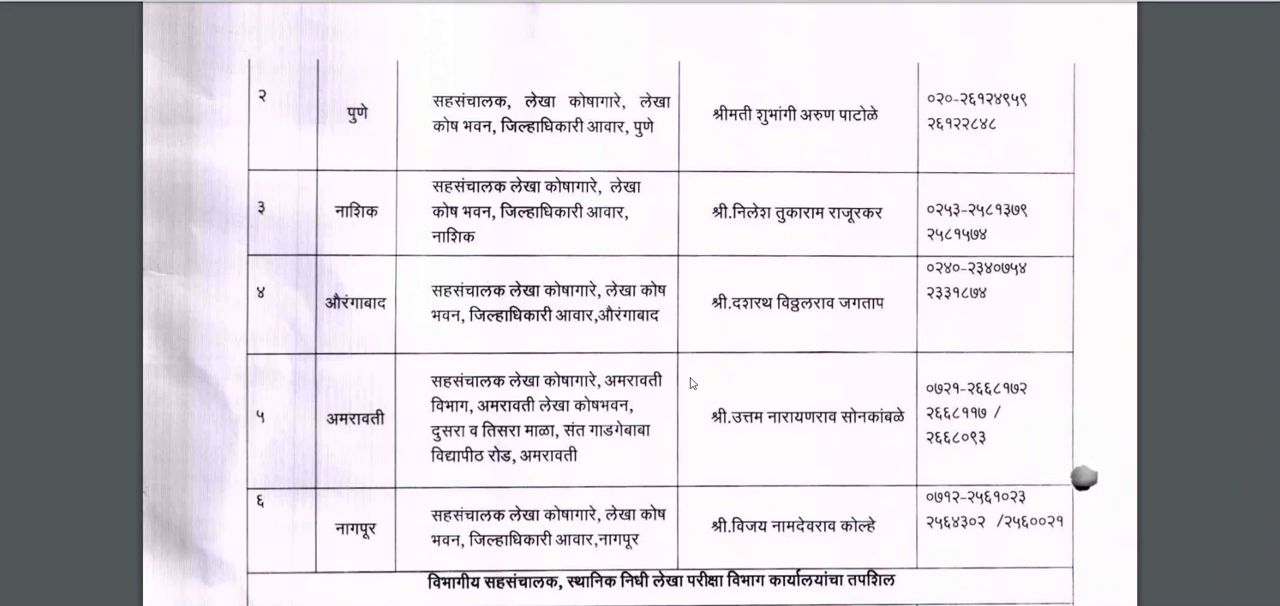 २
पुणे
सहसंचालक, लेखा कोषागारे, लेखा
कोष भवन, जिल्हाधिकारी आवार, पुणे
श्रीमती शुभांगी अरुण पाटोळे
०२०-२६१२४९५९
२६१२२८४८
३
नाशिक
सहसंचालक लेखा कोषागारे, लेखा
कोष भवन, जिल्हाधिकारी आवार,
नाशिक
श्री.निलेश तुकाराम राजूरकर
०२५३-२५८१३७९
२५८१५७४
४
औरंगाबाद
सहसंचालक लेखा कोषागारे, लेखा कोष
भवन, जिल्हाधिकारी आवार,औरंगाबाद
श्री.दशरथ विठ्ठलराव जगताप
०२४०-२३४०७५४
२३३१८७४
५
अमरावती
सहसंचालक लेखा कोषागारे, अमरावती
विभाग, अमरावती लेखा कोषभवन,
दुसरा व तिसरा माळा, संत गाडगेबाबा
विद्यापीठ रोड, अमरावती
श्री.उत्तम नारायणराव सोनकांबळे
०७२१-२६६८१७२
२६६८११७ /
२६६८०९३
६
नागपूर
सहसंचालक लेखा कोषागारे, लेखा कोष
भवन, जिल्हाधिकारी आवार,नागपूर
श्री.विजय नामदेवराव कोल्हे
०७१२-२५६१०२३
२५६४३०२ /२५६००२१
विभागीय सहसंचालक, स्थानिक निधी लेखा परीक्षा विभाग कार्यालयांचा तपशिल